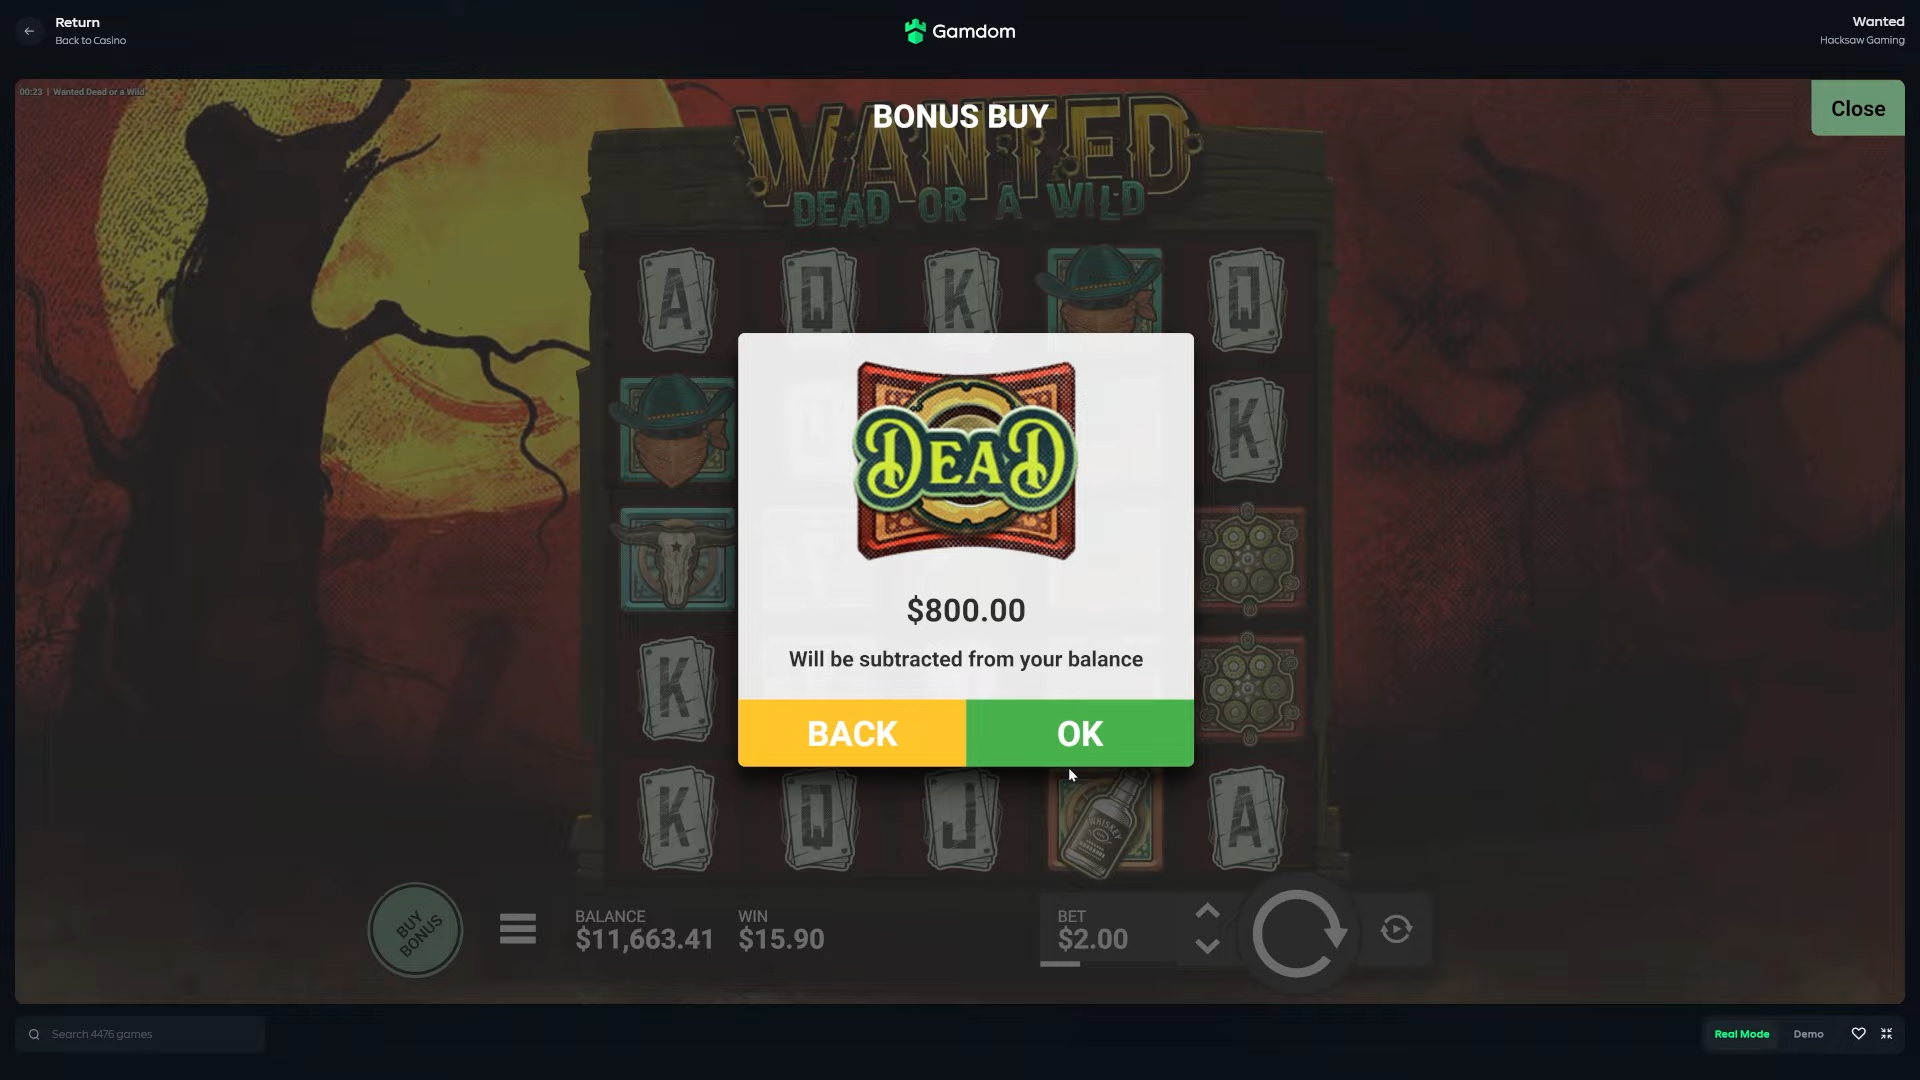 Return
Back to Casino
Gamdom
Wanted
Hacksaw Gaming
00:23 | Wanted Dead or a Wild
BONUS BUY
Close
WANTED
DEAD OR A WILD
A Q K Q
K
DEAD
$800.00
Will be subtracted from your balance
BACK OK
K
K Q J WHISKEY A
BUY BONUS
BALANCE
$11,663.41
WIN
$15.90
BET
$2.00
Search 4476 games
Real Mode
Demo